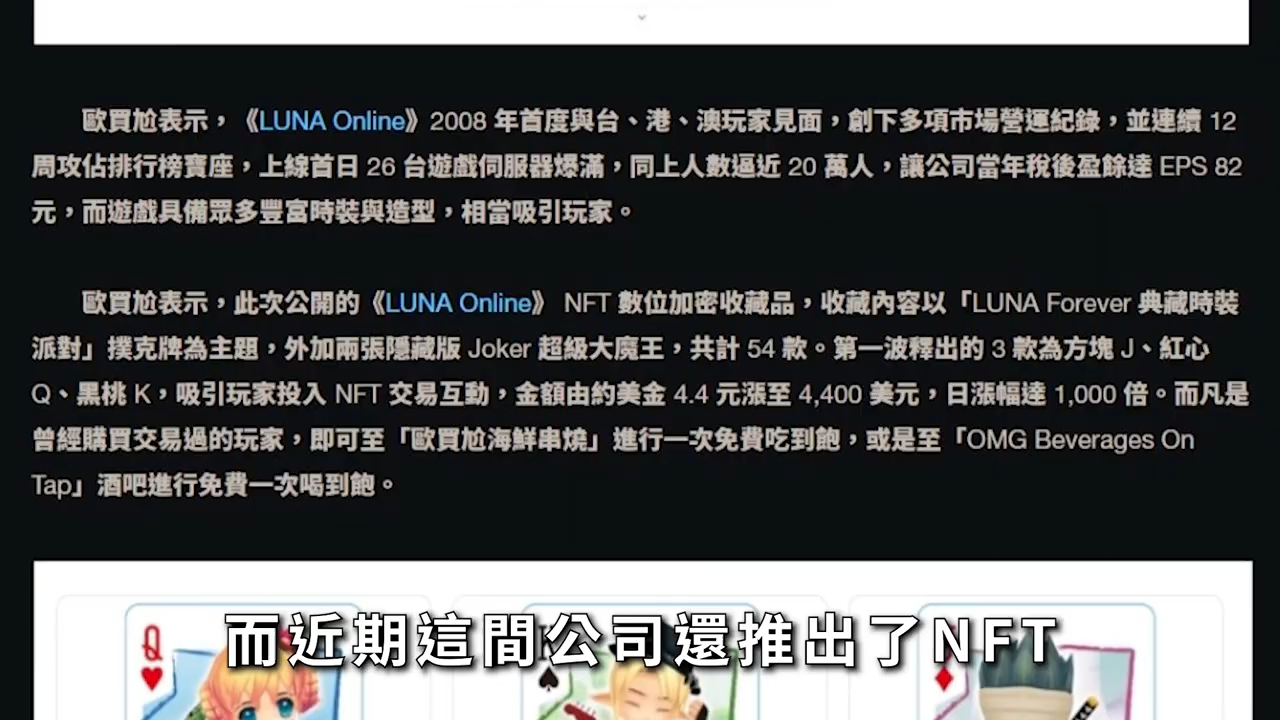 歐買尬表示，《LUNA Online》2008 年首度與台、港、澳玩家見面，創下多項市場營運紀錄，並連續 12
周攻佔排行榜寶座，上線首日 26 台遊戲伺服器爆滿，同上人數逼近 20 萬人，讓公司當年稅後盈餘達 EPS 82
元，而遊戲具備眾多豐富時裝與造型，相當吸引玩家。
歐買尬表示，此次公開的《LUNA Online》 NFT 數位加密收藏品，收藏內容以「LUNA Forever 典藏時裝
派對」撲克牌為主題，外加兩張隱藏版 Joker 超級大魔王，共計 54 款。第一波釋出的 3 款為方塊 J、紅心
Q、黑桃 K，吸引玩家投入 NFT 交易互動，金額由約美金 4.4 元漲至 4,400 美元，日漲幅達 1,000 倍。而凡是
曾經購買交易過的玩家，即可至「歐買尬海鮮串燒」進行一次免費吃到飽，或是至「OMG Beverages On
Tap」酒吧進行免費一次喝到飽。
Q
而近期這間公司還推出了NFT